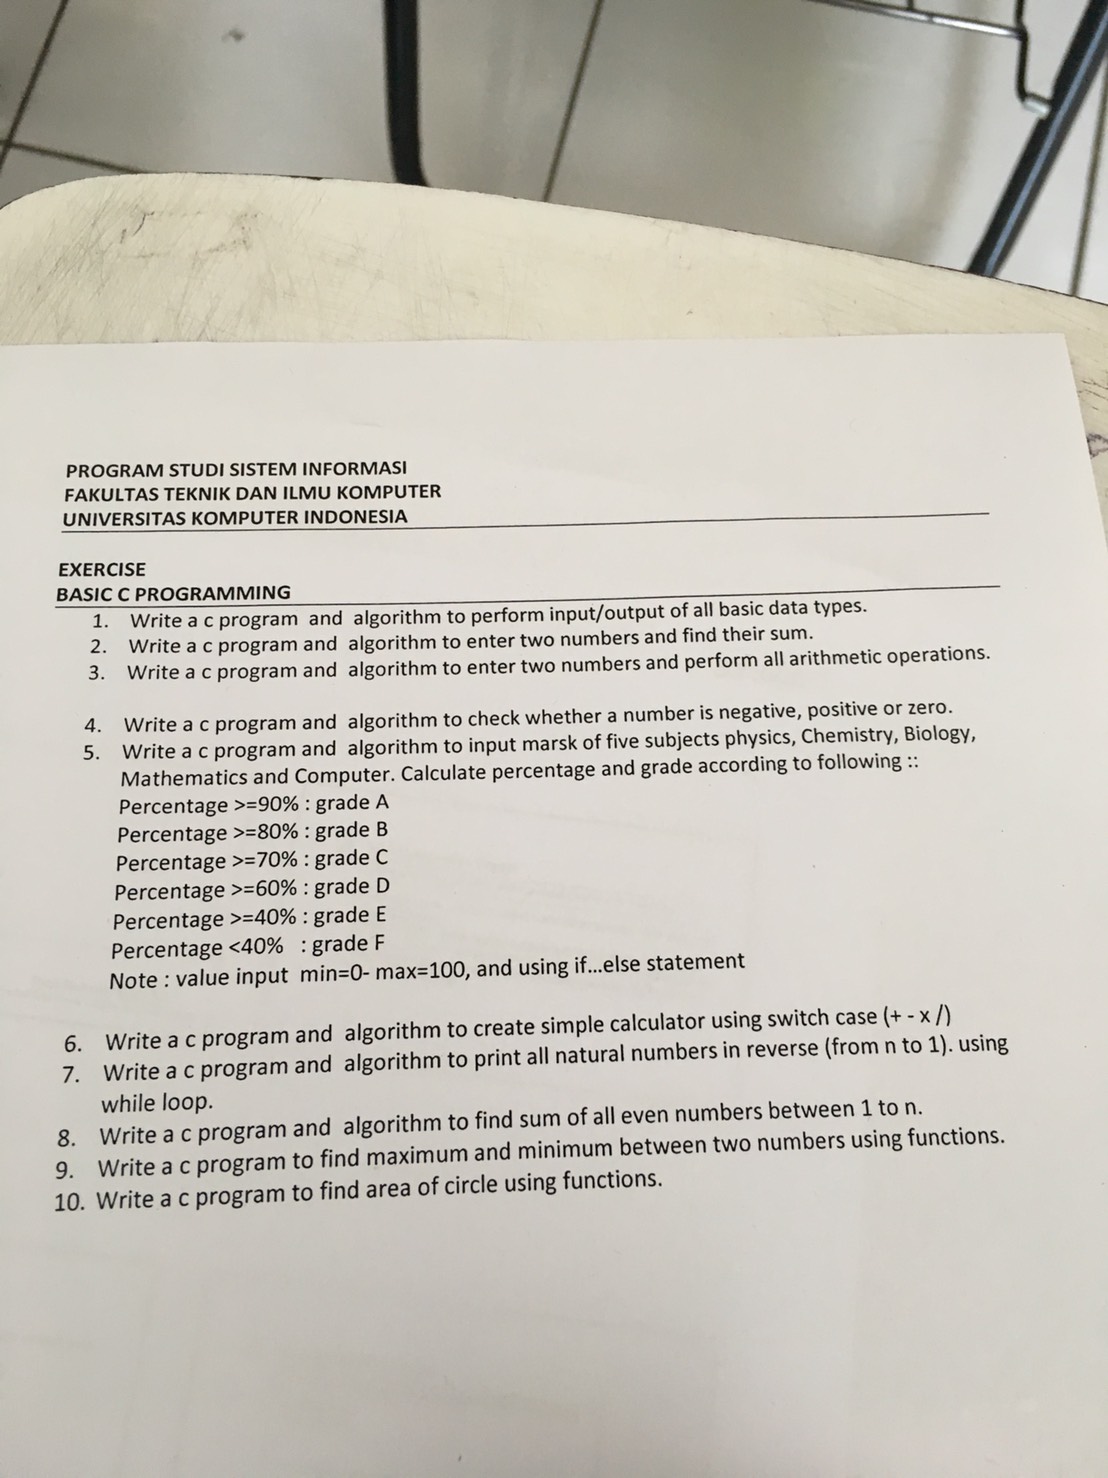 PROGRAM STUDI SISTEM INFORMASI
FAKULTAS TEKNIK DAN ILMU KOMPUTER
UNIVERSITAS KOMPUTER INDONESIA
EXERCISE
BASIC C PROGRAMMING
1. Write a c program and algorithm to perform input/output of all basic data types.
2. Write a c program and algorithm to enter two numbers and find their sum.
3. Write a c program and algorithm to enter two numbers and perform all arithmetic operations.
4. Write a c program and algorithm to check whether a number is negative, positive or zero.
5. Write a c program and algorithm to input marsk of five subjects physics, Chemistry, Biology,
Mathematics and Computer. Calculate percentage and grade according to following ::
Percentage >=90% : grade A
Percentage >=80% : grade B
Percentage >=70% : grade C
Percentage >=60% : grade D
Percentage >=40% : grade E
Percentage <40% : grade F
Note : value input min=0- max=100, and using if...else statement
6. Write a c program and algorithm to create simple calculator using switch case (+ - x /)
7. Write a c program and algorithm to print all natural numbers in reverse (from n to 1). using
while loop.
8. Write a c program and algorithm to find sum of all even numbers between 1 to n.
9. Write a c program to find maximum and minimum between two numbers using functions.
10. Write a c program to find area of circle using functions.